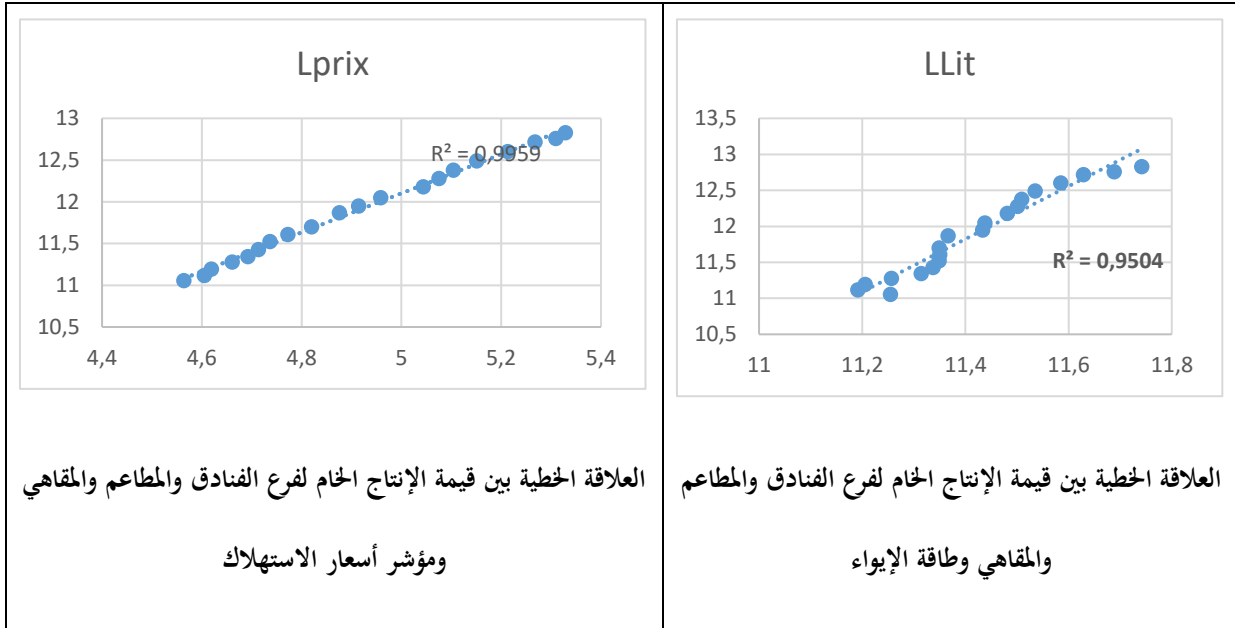 Lprix
13
12,5
12
11,5
11
10,5
R² = 0,9959
4,4 4,6 4,8 5 5,2 5,4
العلاقة الخطية بين قيمة الإنتاج الخام لفرع الفنادق والمطاعم والمقاهي
ومؤشر أسعار الاستهلاك
LLit
13,5
13
12,5
12
11,5
11
10,5
R² = 0,9504
11 11,2 11,4 11,6 11,8
العلاقة الخطية بين قيمة الإنتاج الخام لفرع الفنادق والمطاعم
والمقاهي وطاقة الإيواء